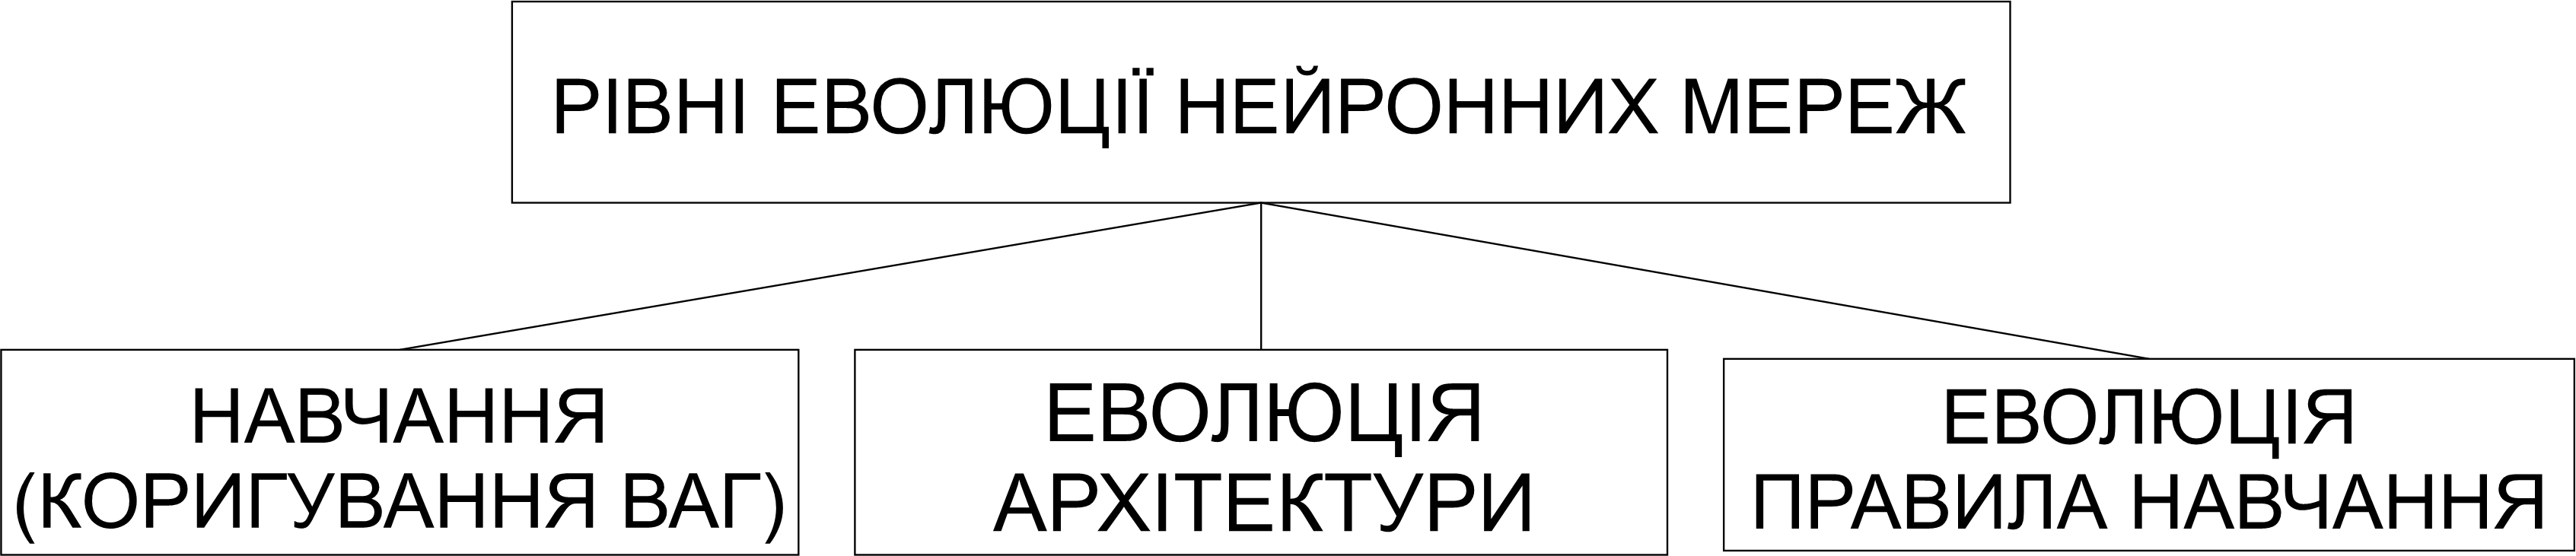 РІВНІ ЕВОЛЮЦІЇ НЕЙРОННИХ МЕРЕЖ
НАВЧАННЯ
(КОРИГУВАННЯ ВАГ)
ЕВОЛЮЦІЯ
АРХІТЕКТУРИ
ЕВОЛЮЦІЯ
ПРАВИЛА НАВЧАННЯ